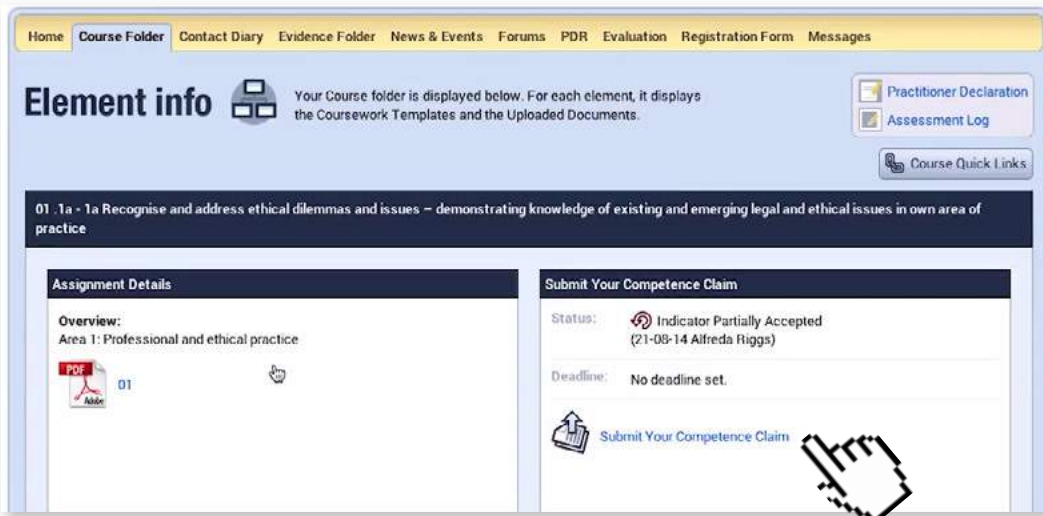 Home Course Folder Contact Diary Evidence Folder News & Events Forums PDR Evaluation Registration Form Messages
Element info
Your Course folder is displayed below. For each element, it displays
the Coursework Templates and the Uploaded Documents.
Practitioner Declaration
Assessment Log
Course Quick Links
01 .1a - 1a Recognise and address ethical dilemmas and issues – demonstrating knowledge of existing and emerging legal and ethical issues in own area of
practice
Assignment Details
Overview:
Area 1: Professional and ethical practice
PDF
Adobe
01
Submit Your Competence Claim
Status: Indicator Partially Accepted
(21-08-14 Alfreda Riggs)
Deadline: No deadline set.
Submit Your Competence Claim